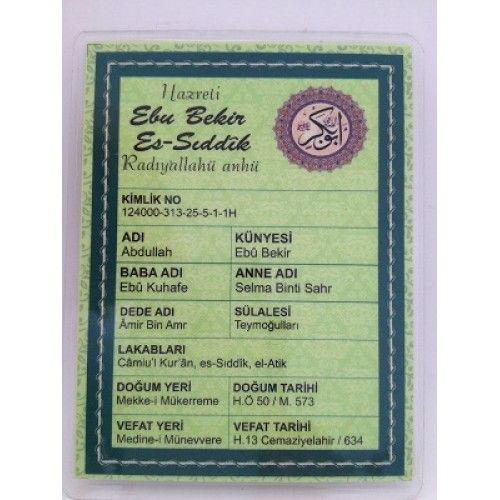 Hazreti
Ebu Bekir
Es-Sıddîk
Radıyallahü anhü
أبو بكر
KİMLİK NO
124000-313-25-5-1-1H
ADI
Abdullah
KÜNYESİ
Ebû Bekir
BABA ADI
Ebû Kuhafe
ANNE ADI
Selma Binti Sahr
DEDE ADI
Âmir Bin Amr
SÜLALESİ
Teymoğulları
LAKABLARI
Câmiu'l Kur'ân, es-Sıddîk, el-Atik
DOĞUM YERİ
Mekke-i Mükerreme
DOĞUM TARİHİ
H.Ö 50 / M. 573
VEFAT YERİ
Medine-i Münevvere
VEFAT TARİHİ
H.13 Cemaziyelahir / 634